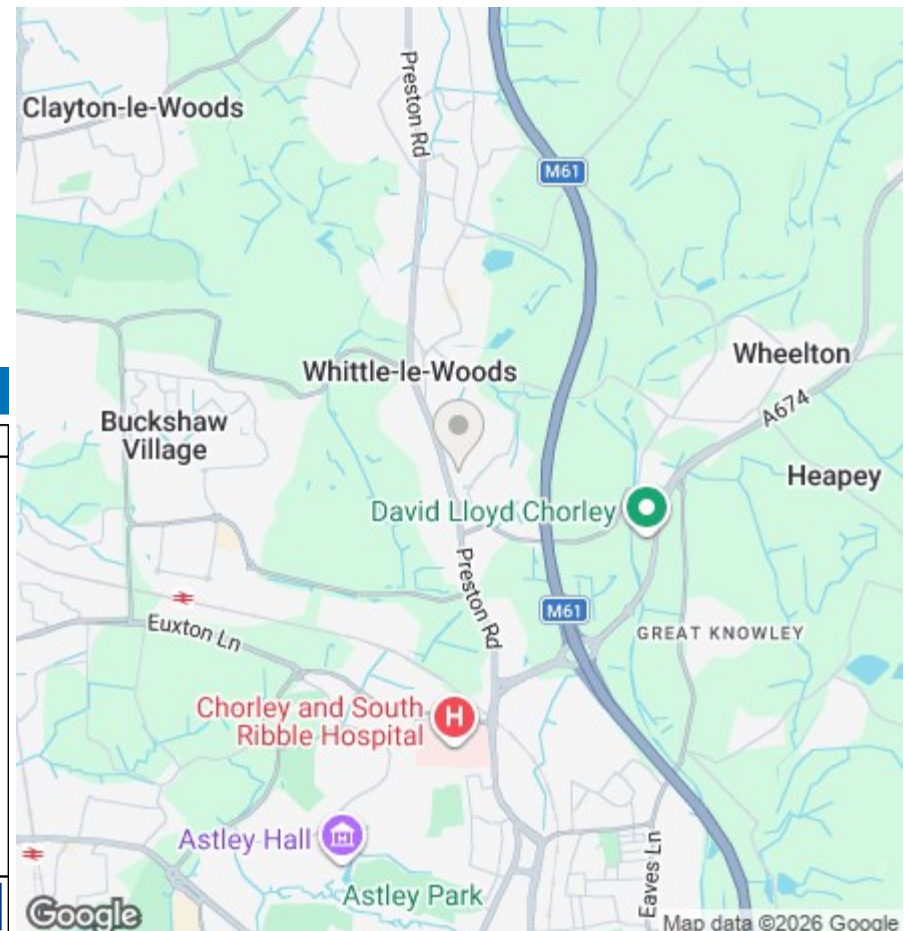 Preston Rd
Clayton-le-Woods
M61
Wheelton
Whittle-le-Woods
A674
Buckshaw
Village
Heapey
David Lloyd Chorley
Preston Rd
M61
Euxton Ln
GREAT KNOWLEY
Chorley and South
Ribble Hospital
H
Astley Hall
Eaves Ln
Astley Park
Google
Map data ©2026 Google